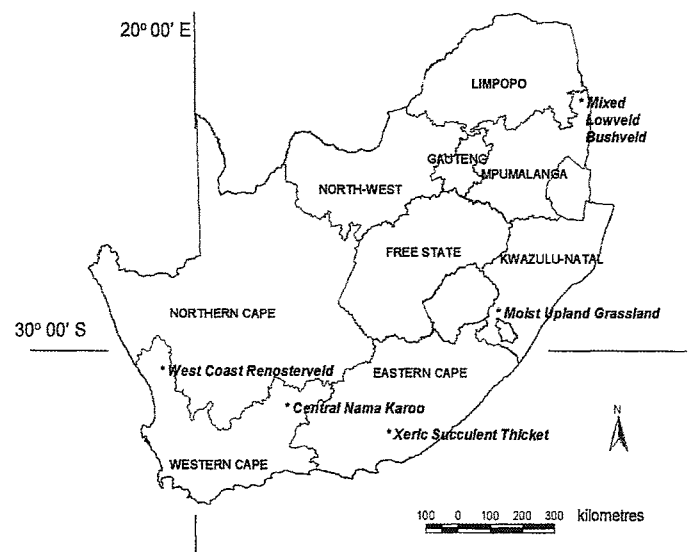 20º 00' E
LIMPOPO
* Mixed
Lowveld
Bushveld
GAUTENG
MPUMALANGA
NORTH-WEST
FREE STATE
KWAZULU-NATAL
NORTHERN CAPE
* Moist Upland Grassland
30º 00' S
* West Coast Renosterveld
EASTERN CAPE
* Central Nama Karoo
* Xeric Succulent Thicket
N
WESTERN CAPE
100 0 100 200 300 kilometres